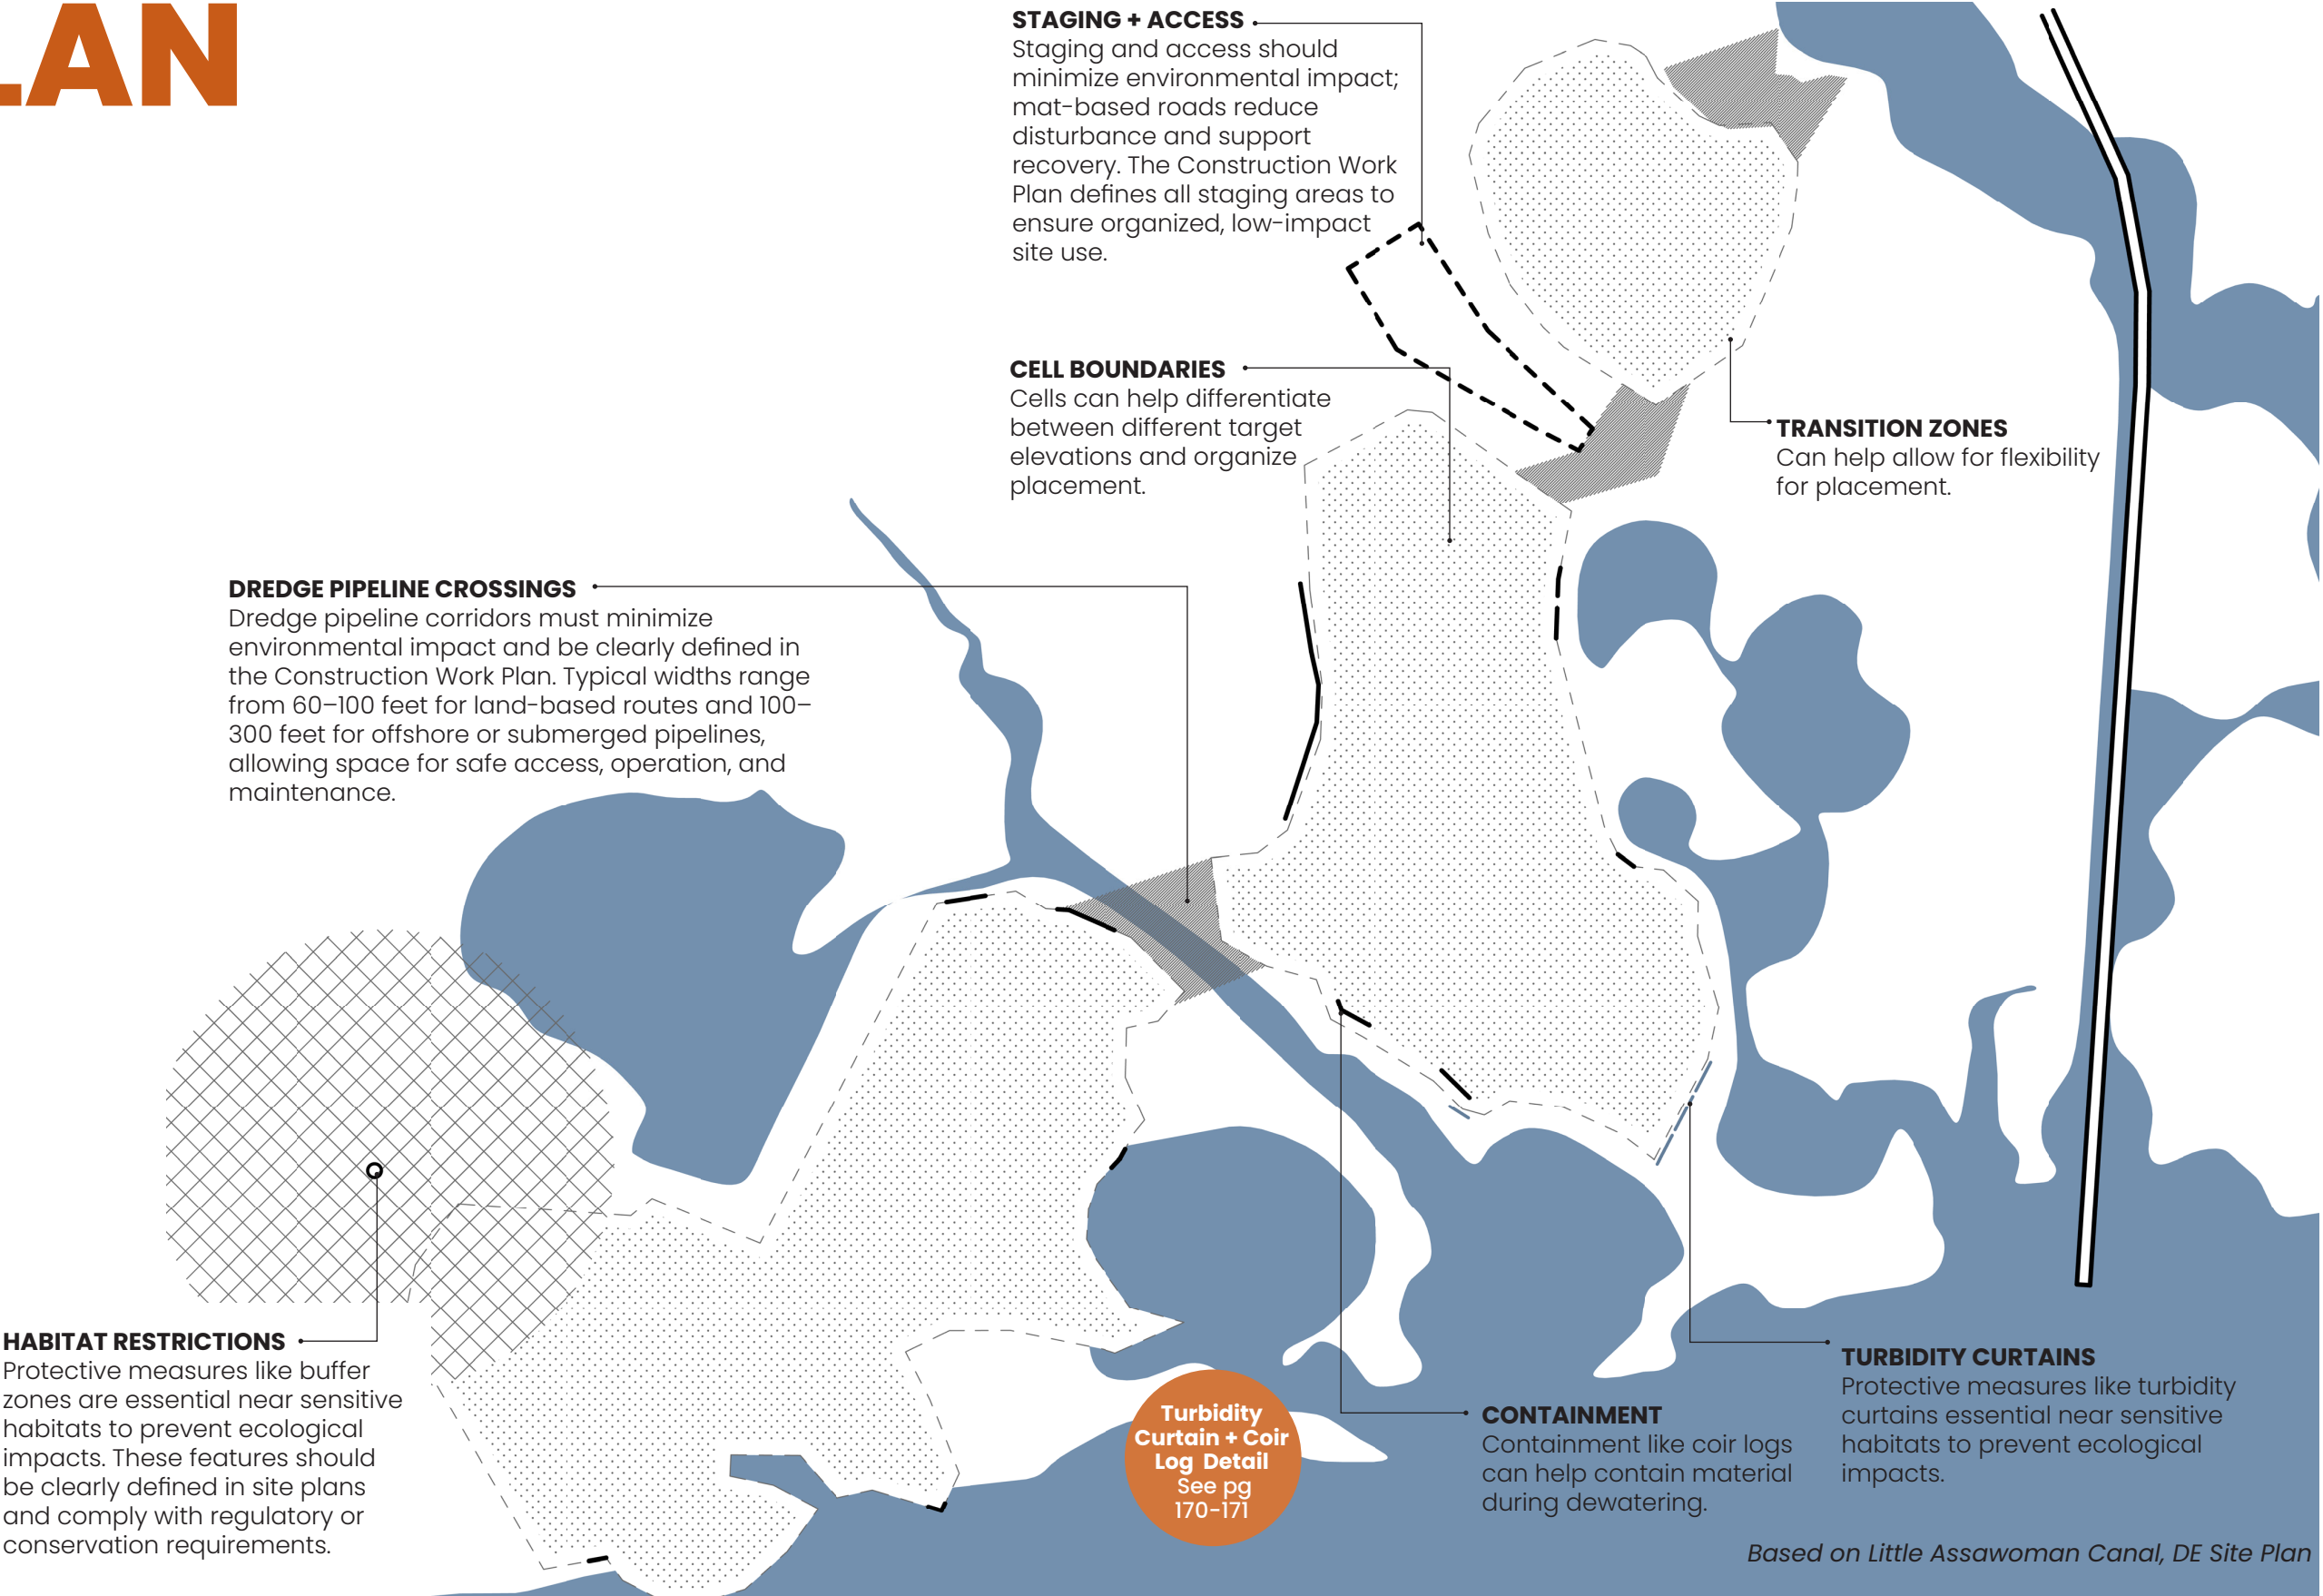 LAN
STAGING + ACCESS
Staging and access should
minimize environmental impact;
mat-based roads reduce
disturbance and support
recovery. The Construction Work
Plan defines all staging areas to
ensure organized, low-impact
site use.
CELL BOUNDARIES
Cells can help differentiate
between different target
elevations and organize
placement.
TRANSITION ZONES
Can help allow for flexibility
for placement.
DREDGE PIPELINE CROSSINGS
Dredge pipeline corridors must minimize
environmental impact and be clearly defined in
the Construction Work Plan. Typical widths range
from 60–100 feet for land-based routes and 100–
300 feet for offshore or submerged pipelines,
allowing space for safe access, operation, and
maintenance.
HABITAT RESTRICTIONS
Protective measures like buffer
zones are essential near sensitive
habitats to prevent ecological
impacts. These features should
be clearly defined in site plans
and comply with regulatory or
conservation requirements.
Turbidity
Curtain + Coir
Log Detail
See pg
170-171
CONTAINMENT
Containment like coir logs
can help contain material
during dewatering.
TURBIDITY CURTAINS
Protective measures like turbidity
curtains essential near sensitive
habitats to prevent ecological
impacts.
Based on Little Assawoman Canal, DE Site Plan